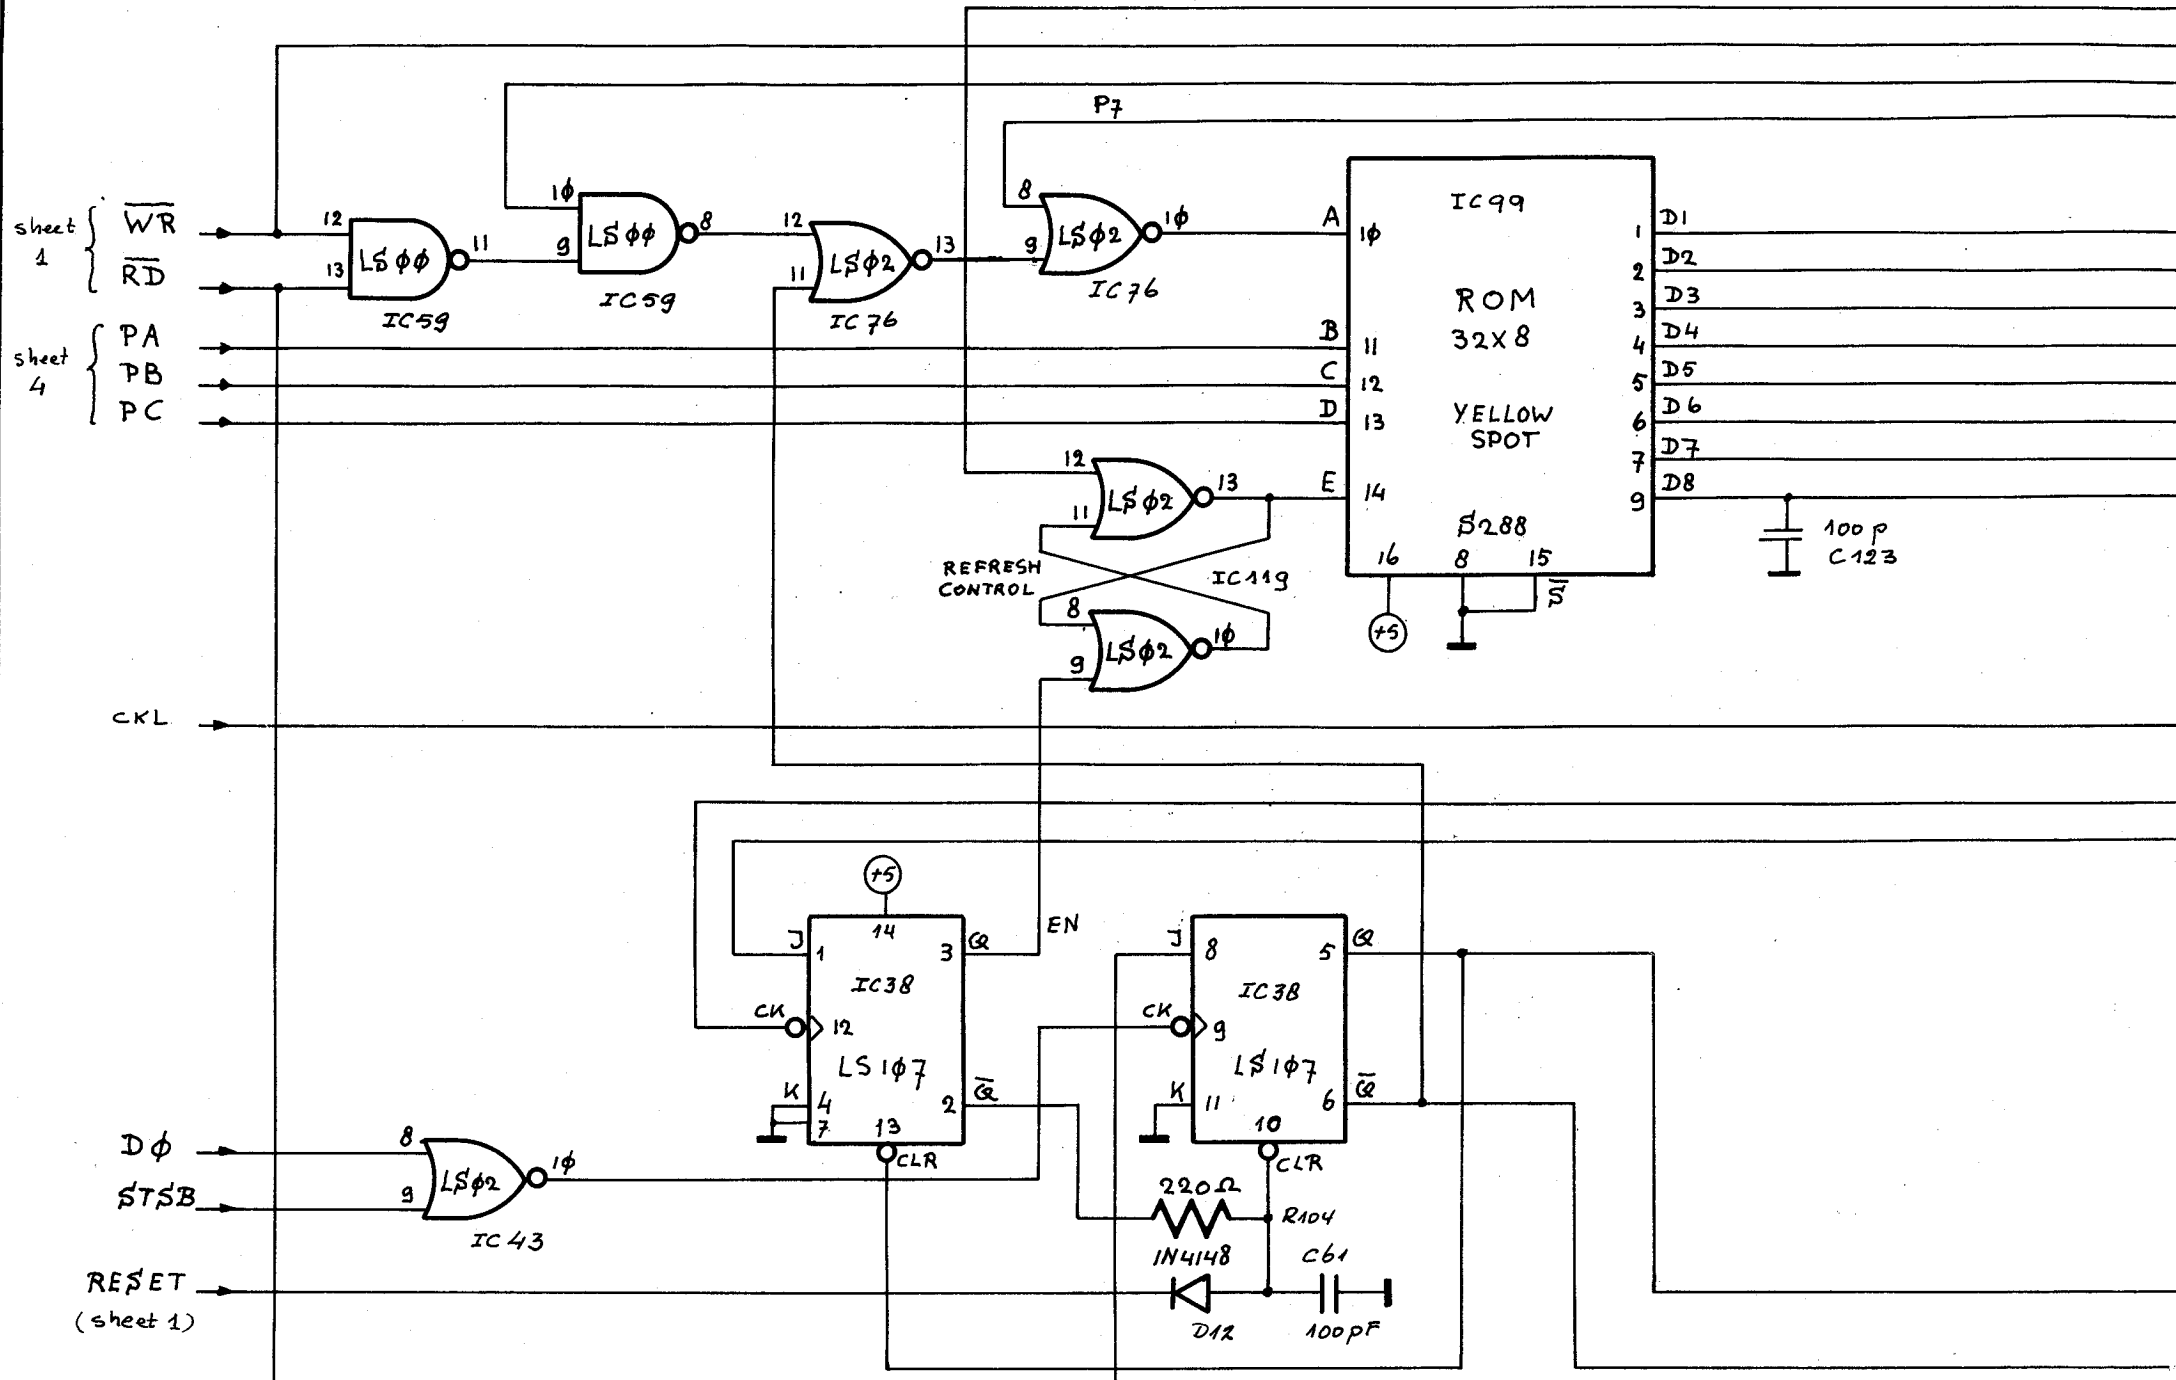 P7
sheet
1
WR
RD
12
13
LS00
11
IC59
10
9
LS00
8
IC59
12
11
LS02
13
IC76
8
9
LS02
10
IC76
sheet
4
PA
PB
PC
A
10
B
11
C
12
D
13
E
14
IC99
ROM
32X8
YELLOW
SPOT
S288
16
8
15
S
+5
1
D1
2
D2
3
D3
4
D4
5
D5
6
D6
7
D7
9
D8
100p
C123
12
11
LS02
13
REFRESH
CONTROL
IC119
8
9
LS02
10
CKL
+5
14
J
1
3
Q
EN
IC38
CK
12
LS107
K
4
7
2
Q
13
CLR
J
8
5
Q
IC38
CK
9
LS107
K
11
6
Q
10
CLR
DØ
STSB
8
9
LS02
10
IC43
220Ω
R104
1N4148
D12
C61
100pF
RESET
(sheet 1)